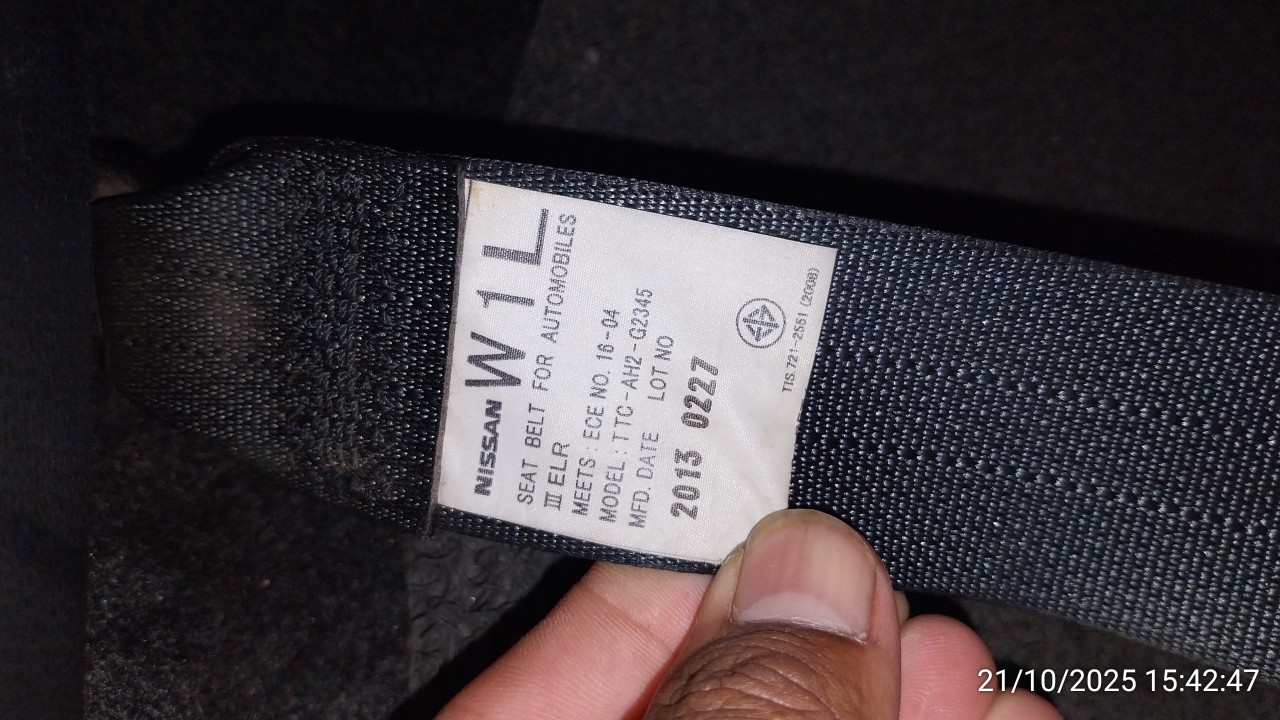 NISSAN W1L
SEAT BELT FOR AUTOMOBILES
III ELR
MEETS : ECE NO. 16-04
MODEL : TTC-AH2-G2345
MFD. DATE LOT NO
2013 0227
TIS.721-2551 (2008)
21/10/2025 15:42:47